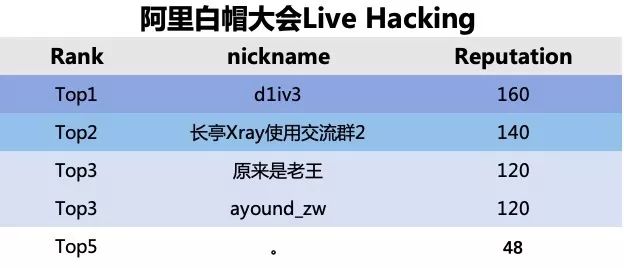 阿里白帽大会Live Hacking
Rank nickname Reputation
Top1 d1iv3 160
Top2 长亭Xray使用交流群2 140
Top3 原来是老王 120
Top3 ayound_zw 120
Top5 。 48